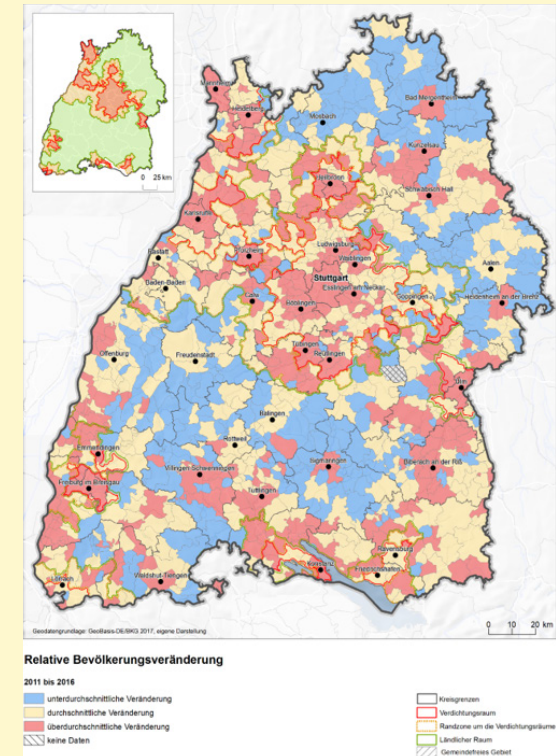 0 25 km
Mannheim
Heidelberg
Mosbach
Bad Mergentheim
Künzelsau
Heilbronn
Schwäbisch Hall
Karlsruhe
Ludwigsburg
Pforzheim
Waiblingen
Rastatt
Stuttgart
Aalen
Esslingen am Neckar
Baden-Baden
Calw
Göppingen
Heidenheim an der Brenz
Böblingen
Tübingen
Offenburg
Freudenstadt
Reutlingen
Ulm
Balingen
Rottweil
Emmendingen
Sigmaringen
Biberach an der Riß
Villingen-Schwenningen
Freiburg im Breisgau
Tuttlingen
Ravensburg
Konstanz
Friedrichshafen
Lörrach
Waldshut-Tiengen
Geodatengrundlage: GeoBasis-DE/BKG 2017, eigene Darstellung
0 10 20 km
Relative Bevölkerungsveränderung
2011 bis 2016
unterdurchschnittliche Veränderung
durchschnittliche Veränderung
überdurchschnittliche Veränderung
keine Daten
Kreisgrenzen
Verdichtungsraum
Randzone um die Verdichtungsräume
Ländlicher Raum
Gemeindefreies Gebiet